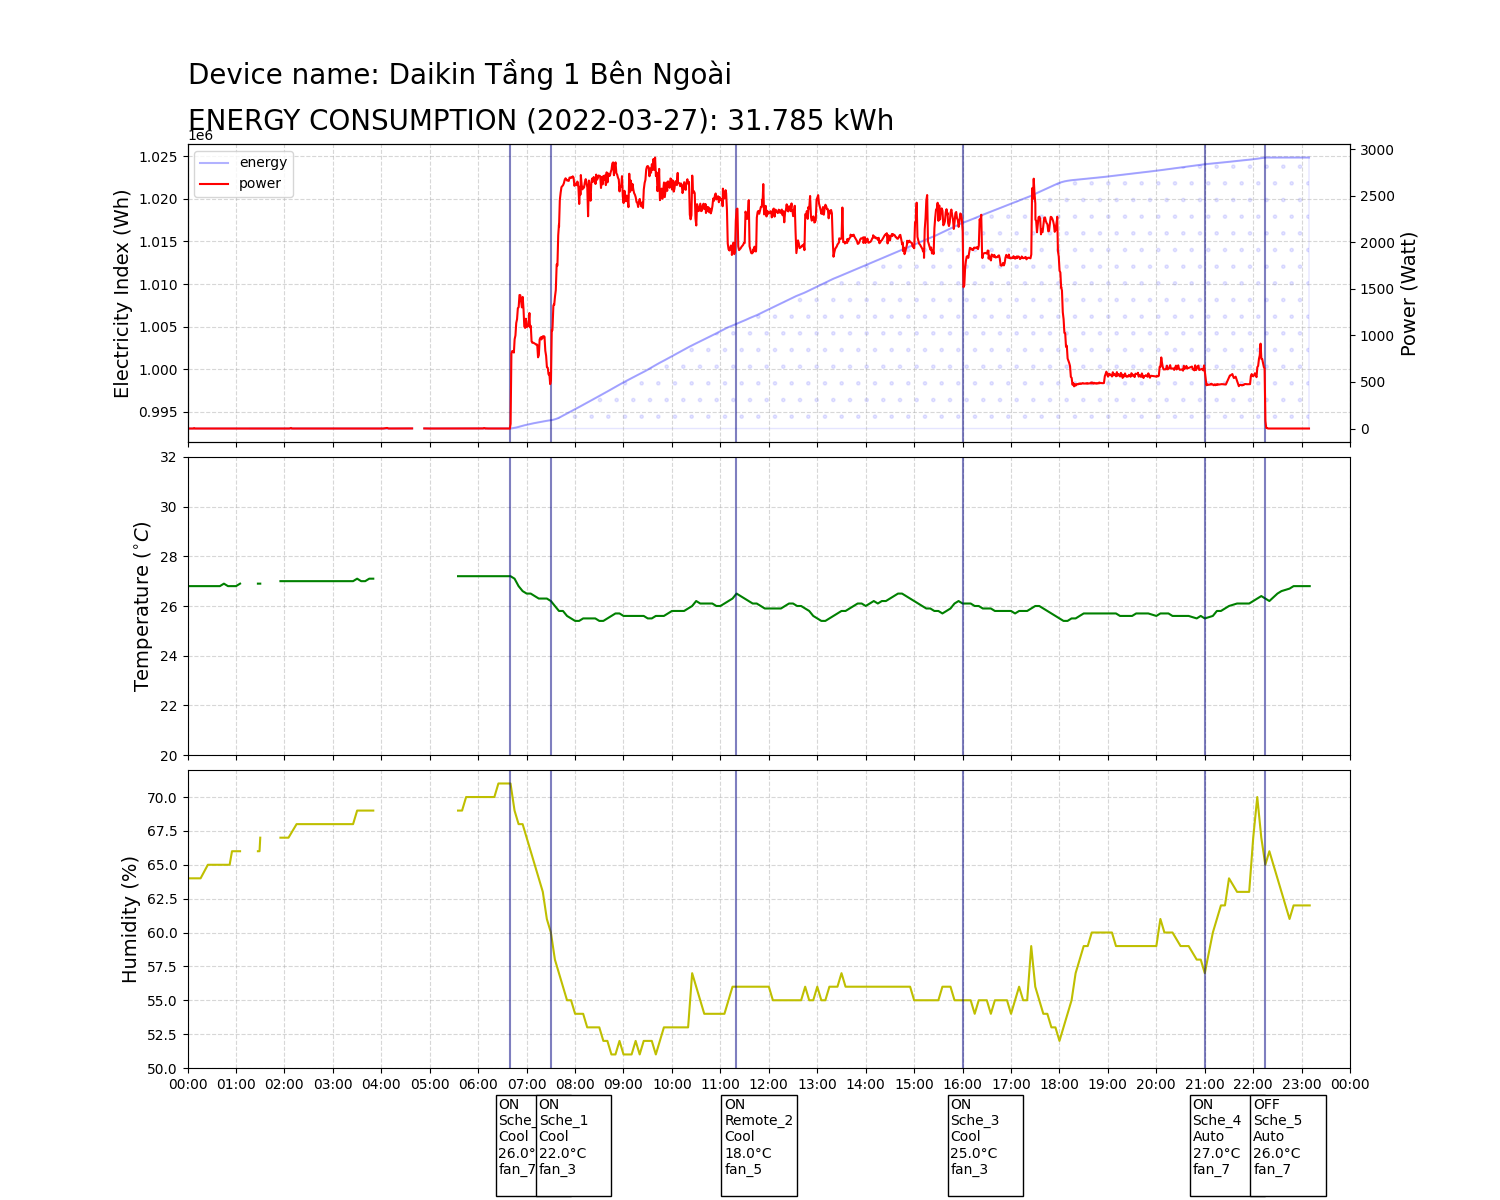 Device name: Daikin Tầng 1 Bên Ngoài
ENERGY CONSUMPTION (2022-03-27): 31.785 kWh
1e6
energy
power
Electricity Index (Wh)
1.025
1.020
1.015
1.010
1.005
1.000
0.995
Power (Watt)
3000
2500
2000
1500
1000
500
0
Temperature (°C)
32
30
28
26
24
22
20
Humidity (%)
70.0
67.5
65.0
62.5
60.0
57.5
55.0
52.5
50.0
00:00 01:00 02:00 03:00 04:00 05:00 06:00 07:00 08:00 09:00 10:00 11:00 12:00 13:00 14:00 15:00 16:00 17:00 18:00 19:00 20:00 21:00 22:00 23:00 00:00
ON
Sche_
Cool
26.0°
fan_7
ON
Sche_1
Cool
22.0°C
fan_3
ON
Remote_2
Cool
18.0°C
fan_5
ON
Sche_3
Cool
25.0°C
fan_3
ON
Sche_4
Auto
27.0°C
fan_7
OFF
Sche_5
Auto
26.0°C
fan_7